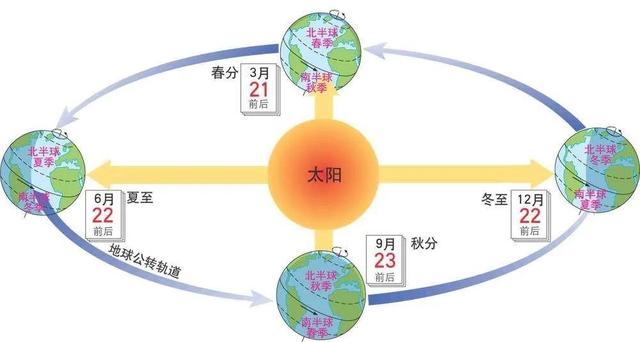 北半球
春季
南半球
秋季
春分
3月
21
前后
北半球
夏季
南半球
冬季
6月
22
前后
夏至
太阳
北半球
冬季
南半球
夏季
冬至
12月
22
前后
地球公转轨道
9月
23
前后
秋分
北半球
秋季
南半球
春季